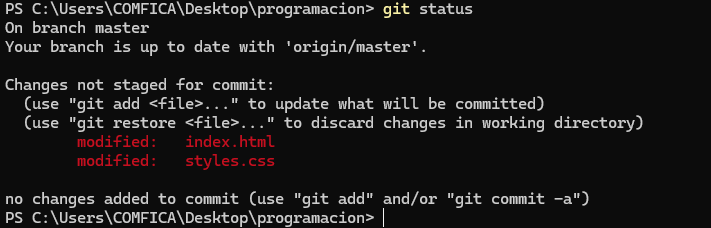 PS C:\Users\COMFICA\Desktop\programacion> git status
On branch master
Your branch is up to date with 'origin/master'.

Changes not staged for commit:
  (use "git add <file>..." to update what will be committed)
  (use "git restore <file>..." to discard changes in working directory)
        modified:   index.html
        modified:   styles.css

no changes added to commit (use "git add" and/or "git commit -a")
PS C:\Users\COMFICA\Desktop\programacion>